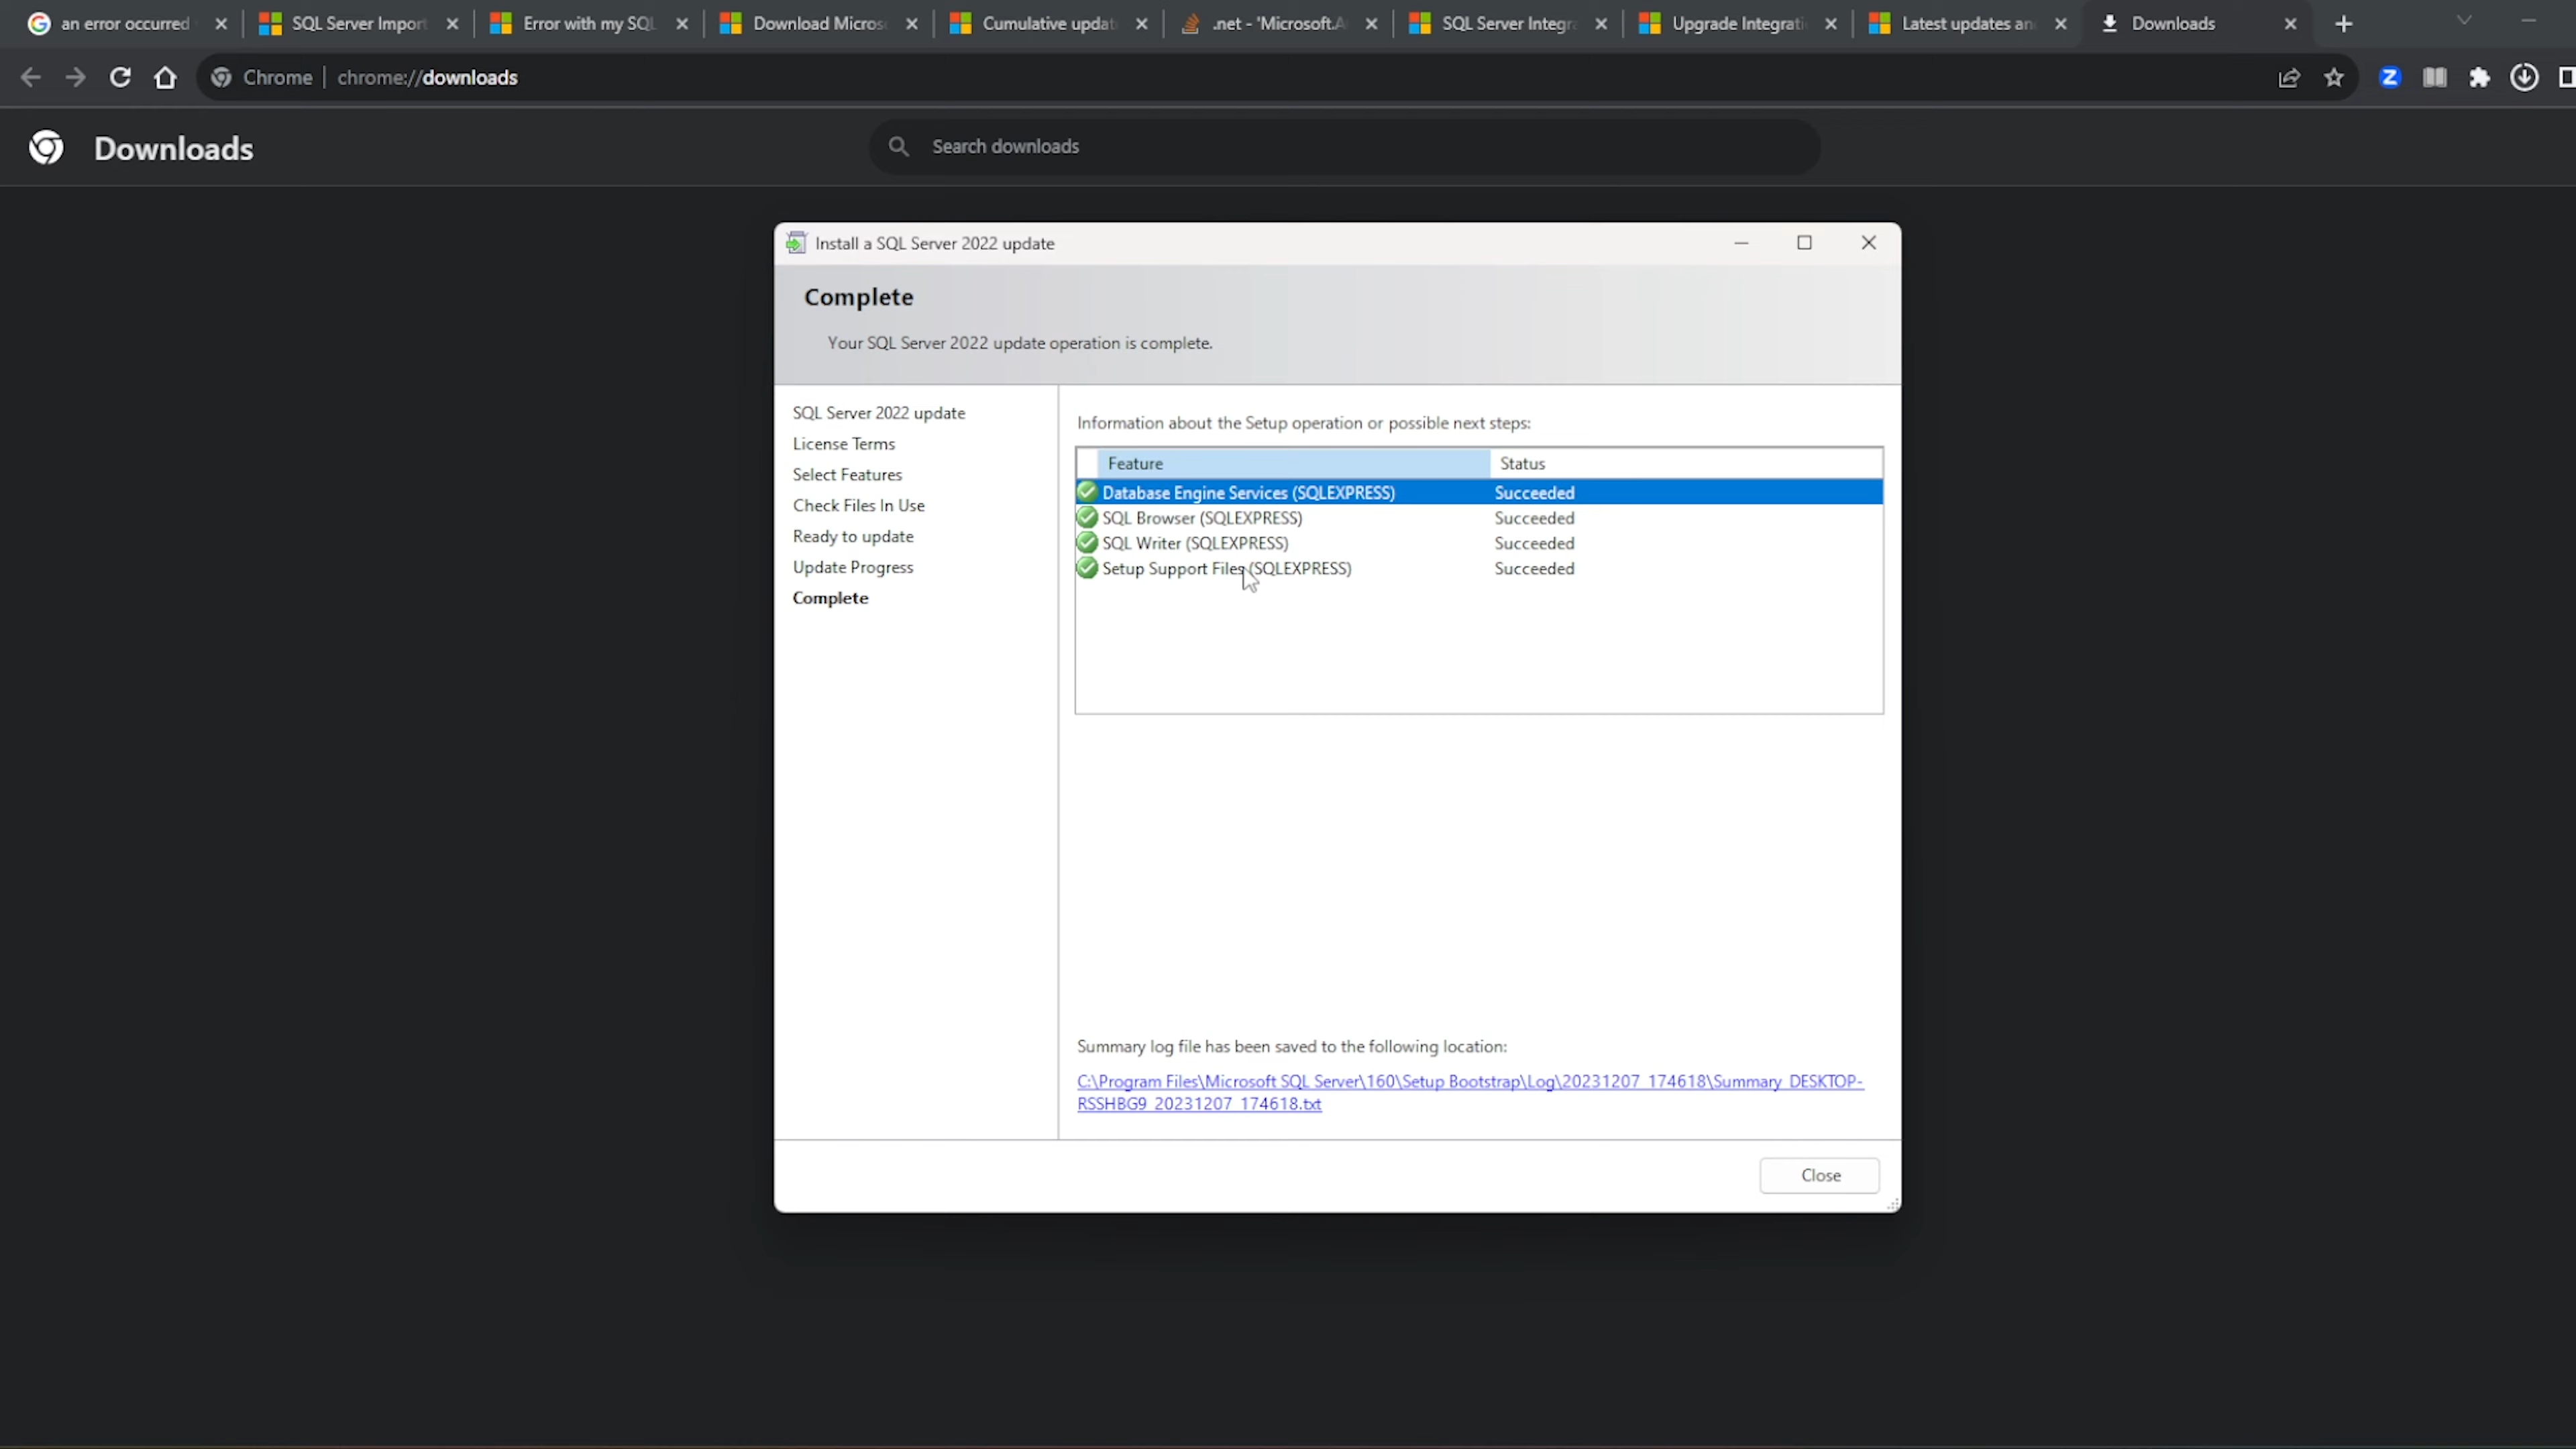 an error occurred
SQL Server Import
Error with my SQL
Download Micros
Cumulative updat
.net - 'Microsoft.A
SQL Server Integr
Upgrade Integrati
Latest updates an
Downloads
Chrome | chrome://downloads
Z
Downloads
Search downloads
Install a SQL Server 2022 update
Complete
Your SQL Server 2022 update operation is complete.
SQL Server 2022 update
License Terms
Select Features
Check Files In Use
Ready to update
Update Progress
Complete
Information about the Setup operation or possible next steps:
Feature Status
Database Engine Services (SQLEXPRESS) Succeeded
SQL Browser (SQLEXPRESS) Succeeded
SQL Writer (SQLEXPRESS) Succeeded
Setup Support Files (SQLEXPRESS) Succeeded
Summary log file has been saved to the following location:
C:\Program Files\Microsoft SQL Server\160\Setup Bootstrap\Log\20231207_174618\Summary_DESKTOP-
RSSHBG9_20231207_174618.txt
Close